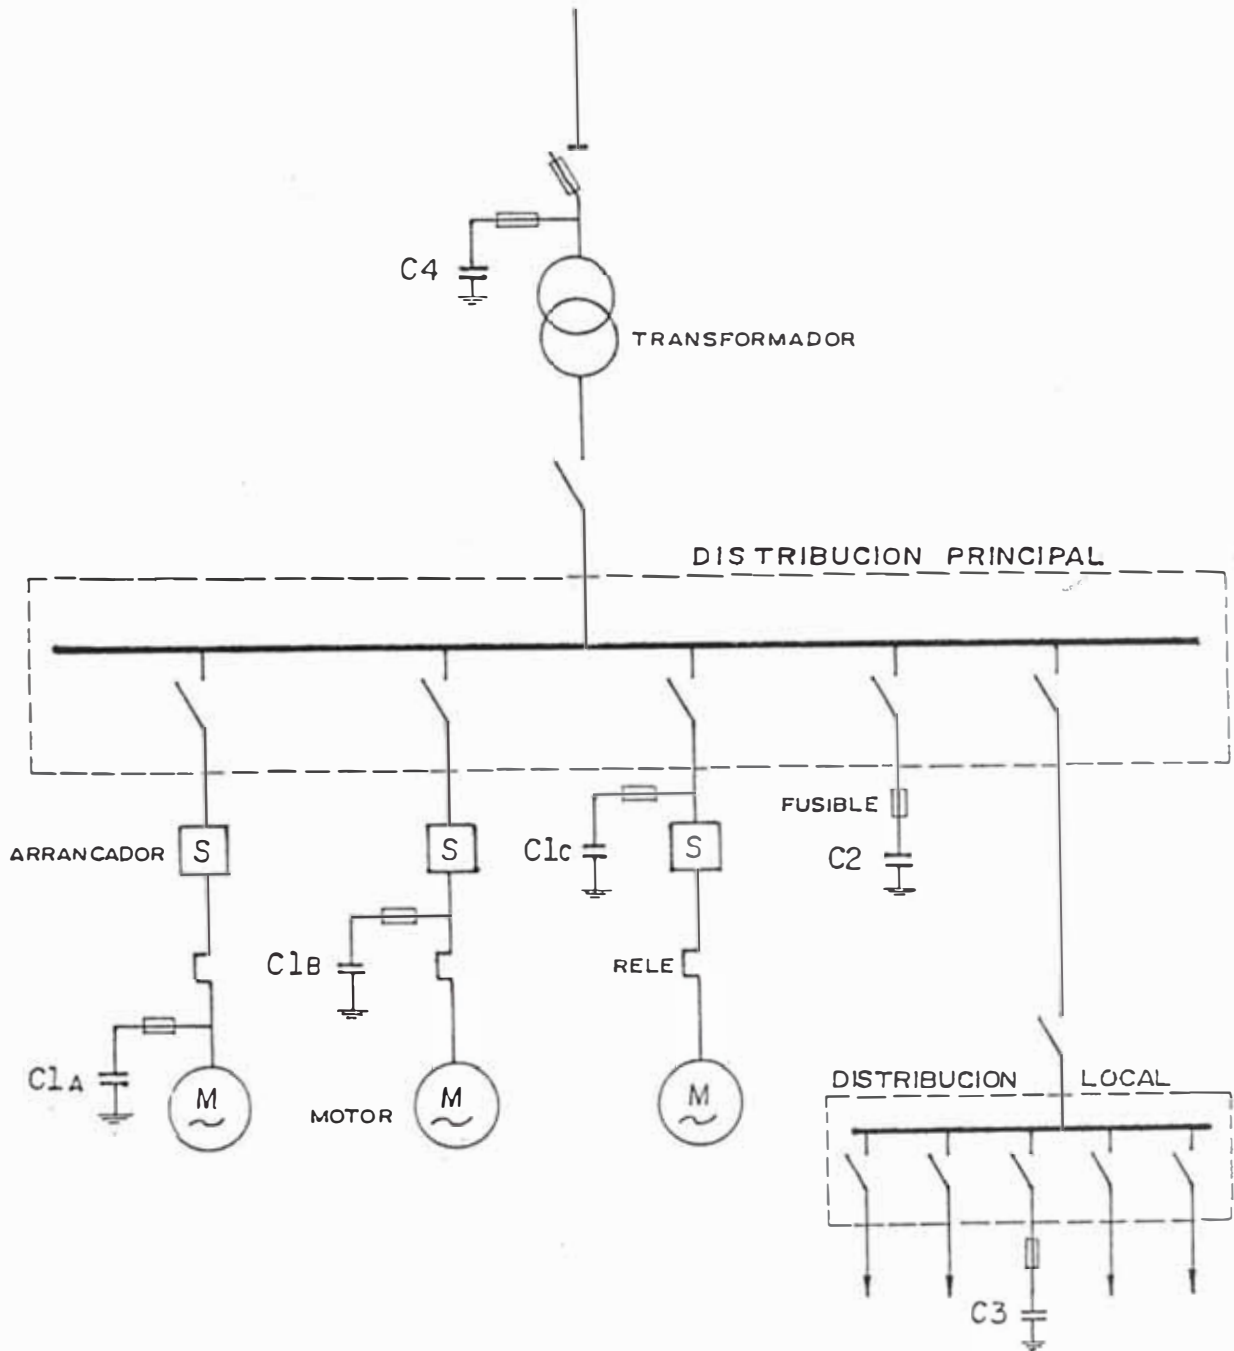 C4
TRANSFORMADOR
DISTRIBUCION PRINCIPAL
ARRANCADOR
S
S
C1C
S
FUSIBLE
C2
C1B
RELE
C1A
M
MOTOR
M
M
DISTRIBUCION LOCAL
C3